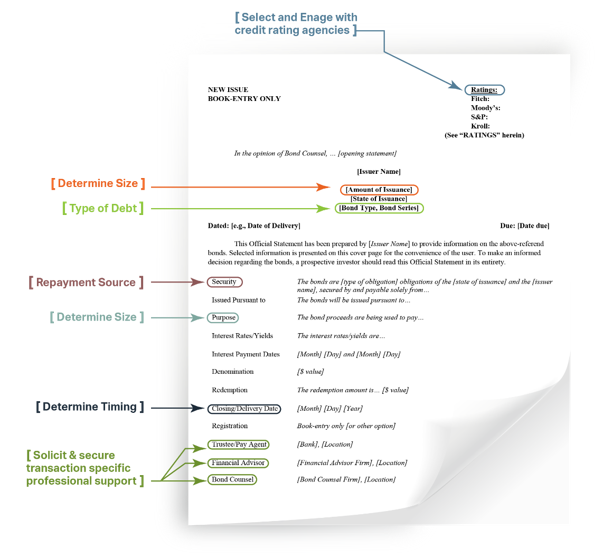 [ Select and Enage with
credit rating agencies ]
NEW ISSUE
BOOK-ENTRY ONLY
Ratings:
Fitch:
Moody's:
S&P:
Kroll:
(See “RATINGS” herein)
In the opinion of Bond Counsel, … [opening statement]
[Issuer Name]
[ Determine Size ]
[Amount of Issuance]
[State of Issuance]
[ Type of Debt ]
[Bond Type, Bond Series]
Dated: [e.g., Date of Delivery] Due: [Date due]
This Official Statement has been prepared by [Issuer Name] to provide information on the above-referend
bonds. Selected information is presented on this cover page for the convenience of the user. To make an informed
decision regarding the bonds, a prospective investor should read this Official Statement in its entirety.
[ Repayment Source ]
Security The bonds are [type of obligation] obligations of the [state of issuance] and the [issuer
name], secured by and payable solely from…
Issued Pursuant to The bonds will be issued pursuant to…
[ Determine Size ]
Purpose The bond proceeds are being used to pay…
Interest Rates/Yields The interest rates/yields are…
Interest Payment Dates [Month] [Day] and [Month] [Day]
Denomination [$ value]
Redemption The redemption amount is… [$ value]
[ Determine Timing ]
Closing/Delivery Date [Month] [Day] [Year]
Registration Book-entry only [or other option]
[ Solicit & secure
transaction specific
professional support ]
Trustee/Pay Agent [Bank], [Location]
Financial Advisor [Financial Advisor Firm], [Location]
Bond Counsel [Bond Counsel Firm], [Location]